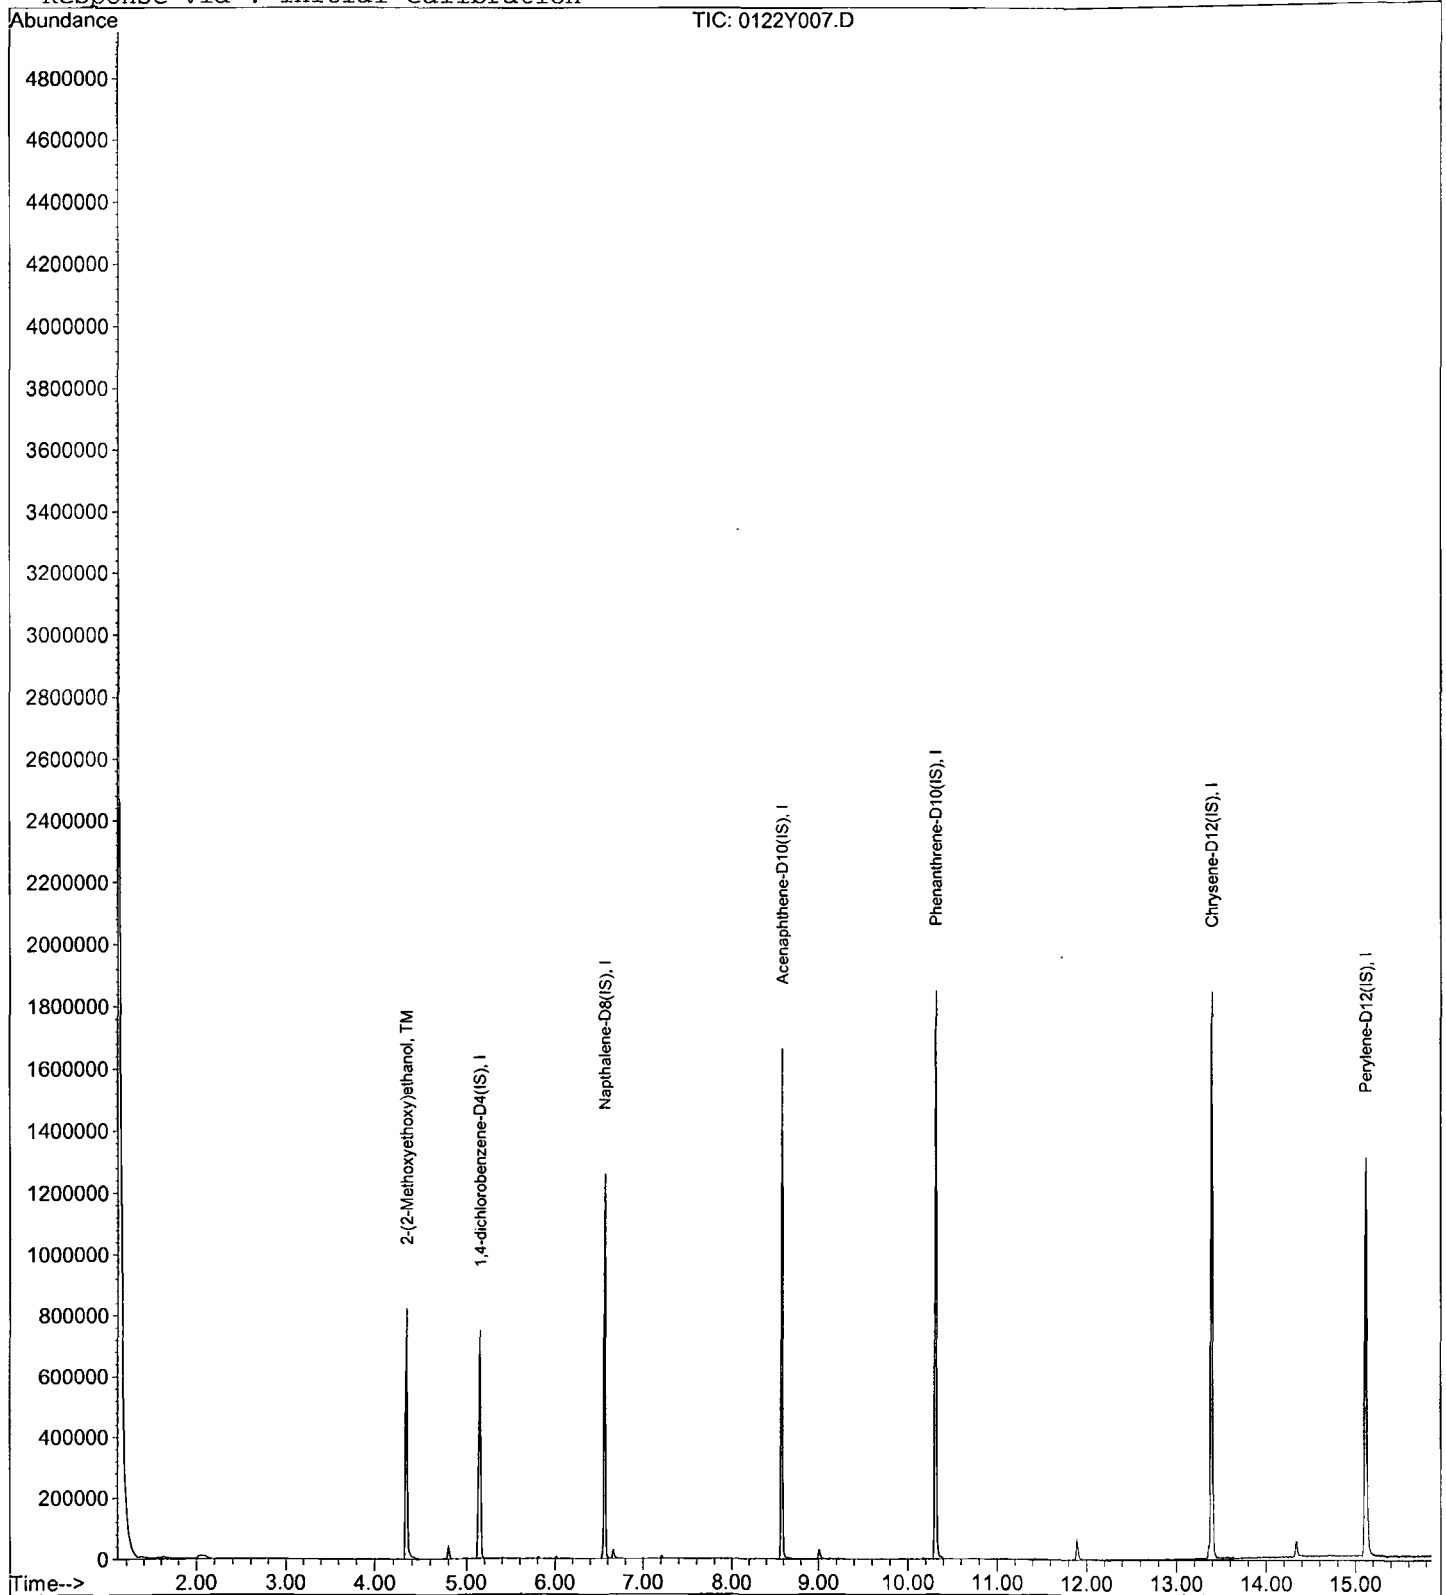 Response via : Initial Calibration
Abundance
TIC: 0122Y007.D
4800000
4600000
4400000
4200000
4000000
3800000
3600000
3400000
3200000
3000000
2800000
2600000
2400000
2200000
2000000
1800000
1600000
1400000
1200000
1000000
800000
600000
400000
200000
0
2-(2-Methoxyethoxy)ethanol, TM
1,4-dichlorobenzene-D4(IS), I
Napthalene-D8(IS), I
Acenaphthene-D10(IS), I
Phenanthrene-D10(IS), I
Chrysene-D12(IS), I
Perylene-D12(IS), I
Time--> 2.00 3.00 4.00 5.00 6.00 7.00 8.00 9.00 10.00 11.00 12.00 13.00 14.00 15.00